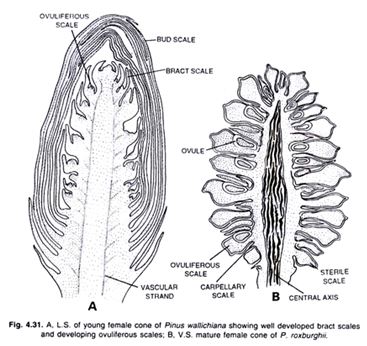 OVULIFEROUS
SCALE
BUD SCALE
BRACT SCALE
OVULE
OVULIFEROUS
SCALE
CARPELLARY
SCALE
STERILE
SCALE
CENTRAL AXIS
VASCULAR
STRAND
A
B
Fig. 4.31. A, L.S. of young female cone of Pinus wallichiana showing well developed bract scales
and developing ovuliferous scales; B, V.S. mature female cone of P. roxburghii.